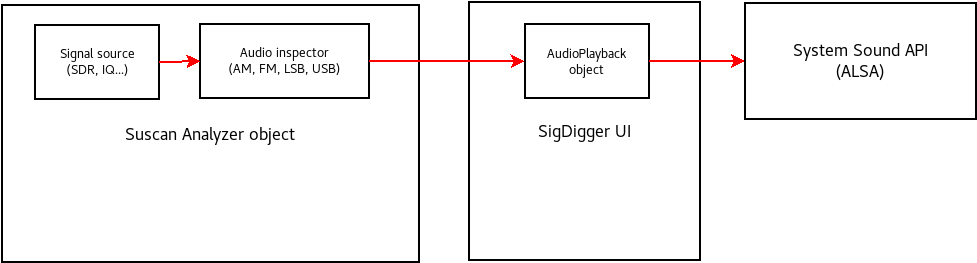 Signal source
(SDR, IQ...)
Audio inspector
(AM, FM, LSB, USB)
Suscan Analyzer object
AudioPlayback
object
SigDigger UI
System Sound API
(ALSA)